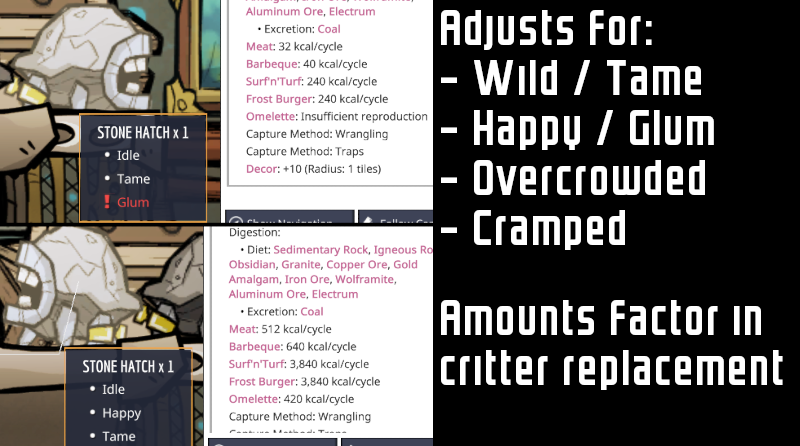 Aluminum Ore, Electrum
• Excretion: Coal
Meat: 32 kcal/cycle
Barbeque: 40 kcal/cycle
Surf'n'Turf: 240 kcal/cycle
Frost Burger: 240 kcal/cycle
Omelette: Insufficient reproduction
Capture Method: Wrangling
Capture Method: Traps
Decor: +10 (Radius: 1 tiles)
STONE HATCH x 1
• Idle
• Tame
! Glum
Show Navigation
Digestion:
• Diet: Sedimentary Rock, Igneous Ro
Obsidian, Granite, Copper Ore, Gold
Amalgam, Iron Ore, Wolframite,
Aluminum Ore, Electrum
• Excretion: Coal
Meat: 512 kcal/cycle
Barbeque: 640 kcal/cycle
Surf'n'Turf: 3,840 kcal/cycle
Frost Burger: 3,840 kcal/cycle
Omelette: 420 kcal/cycle
Capture Method: Wrangling
STONE HATCH x 1
• Idle
• Happy
• Tame
Adjusts For:
- Wild / Tame
- Happy / Glum
- Overcrowded
- Cramped
Amounts Factor in
critter replacement